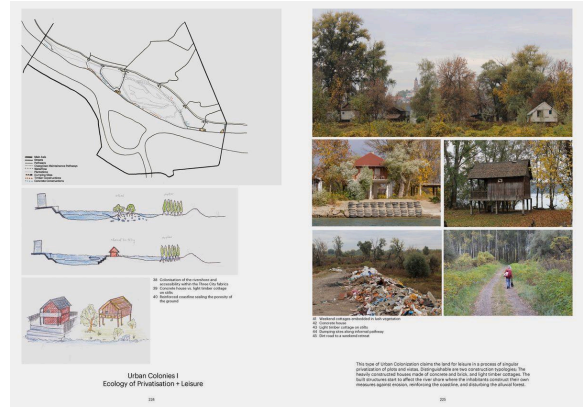 38 Colonisation of the riverfront and
accessibility within the Three City fabrics
39 Concrete house vs. light timber cottage
on stilts
40 Reinforced coastline sealing the porosity of
the ground
Urban Colonies I
Ecology of Privatisation + Leisure
224
41 Weekend cottages embedded in lush vegetation
42 Concrete house
43 Light timber cottage on stilts
44 Dumping sites along informal pathway
45 Dirt road to a weekend retreat
This type of Urban Colonization claims the land for leisure in a process of singular
privatization of plots and vistas. Distinguishable are two construction typologies: The
heavily constructed houses made of concrete and brick, and light timber cottages. The
built structures start to affect the river shore where the inhabitants construct their own
measures against erosion, reinforcing the coastline, and disturbing the alluvial forest.
225